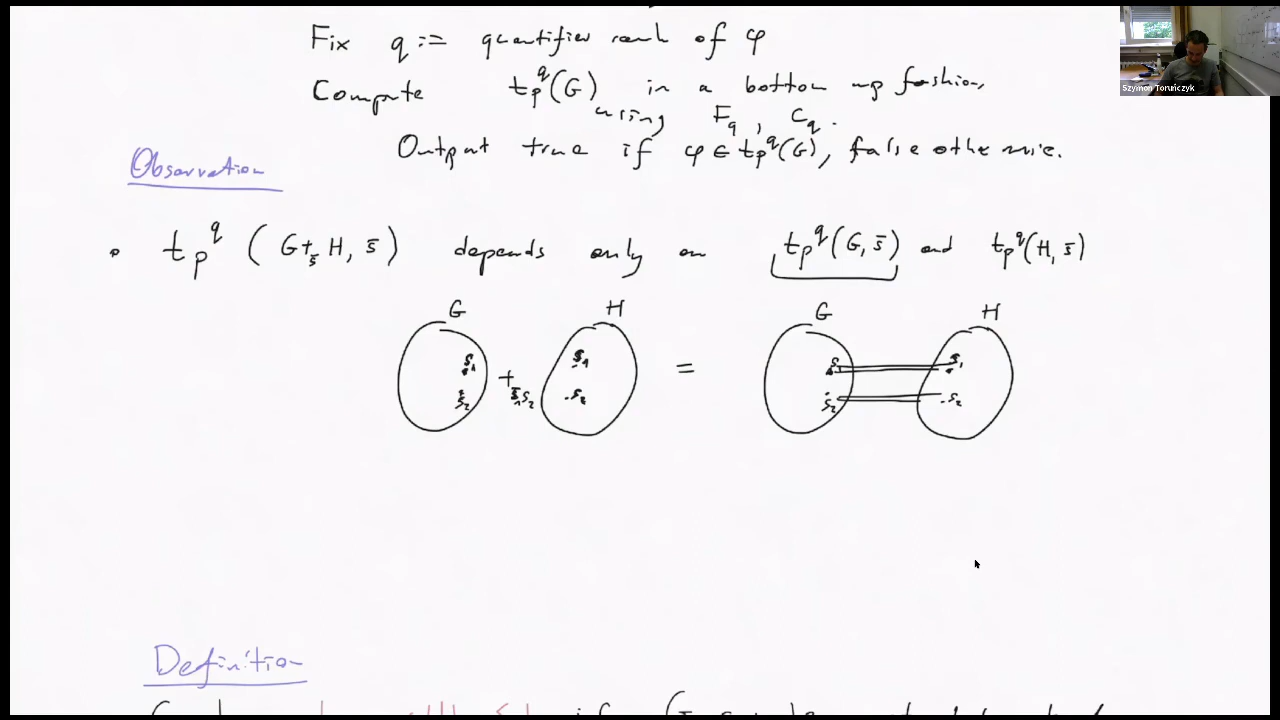 Fix q := quantifier rank of φ
Compute tp^q(G) in a bottom up fashion,
using F_q, C_q.
Output true if φ ∈ tp^q(G), false otherwise.
Observation
• tp^q (G +_s̄ H, s̄) depends only on tp^q(G, s̄) and tp^q(H, s̄)
G H G H
s₁ s₁ s₁ s₁
+ s₁s₂ =
s₂ s₂ s₂ s₂
Definition
Szymon Toruńczyk